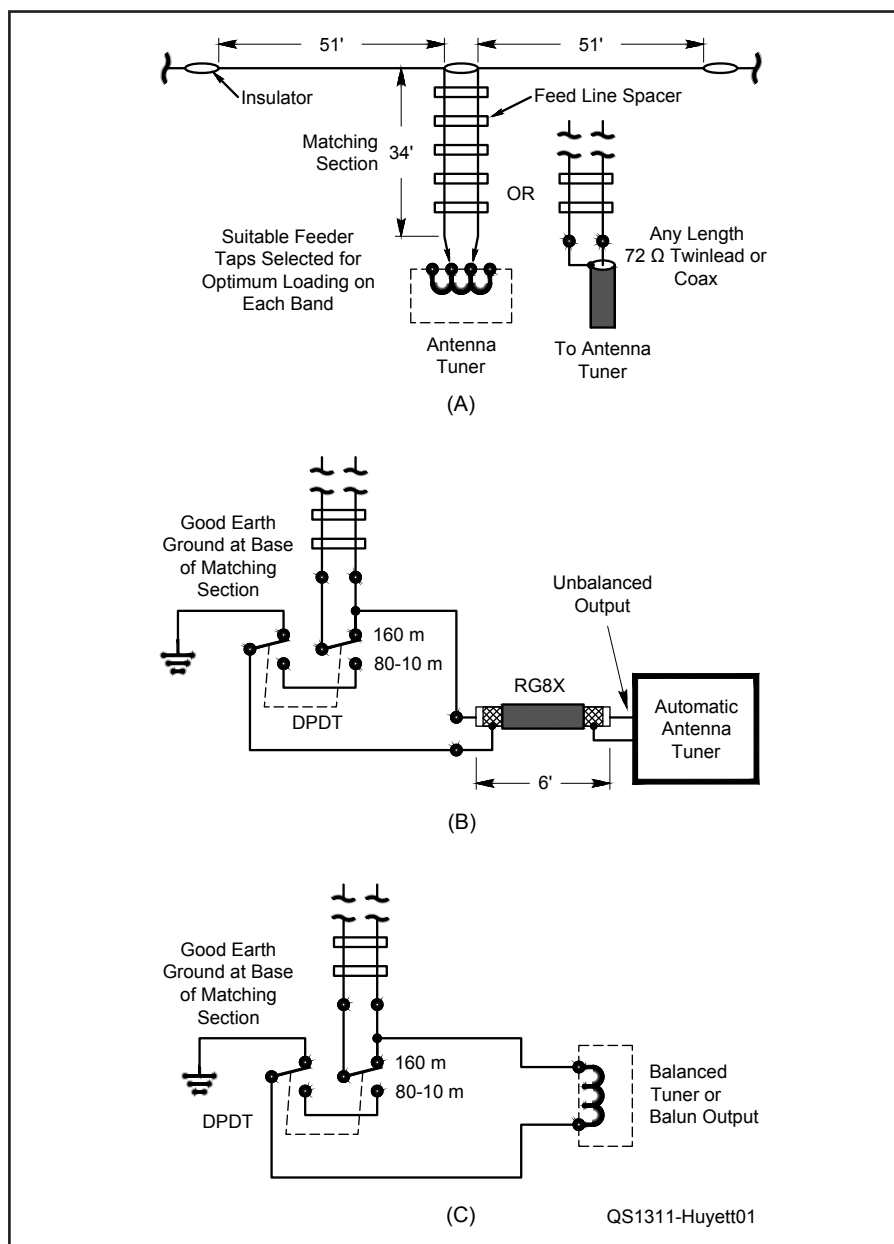 51'
51'
Insulator
Feed Line Spacer
Matching
Section
34'
OR
Suitable Feeder
Taps Selected for
Optimum Loading on
Each Band
Any Length
72 Ω Twinlead or
Coax
Antenna
Tuner
To Antenna
Tuner
(A)
Good Earth
Ground at Base
of Matching
Section
160 m
80-10 m
DPDT
Unbalanced
Output
RG8X
Automatic
Antenna
Tuner
6'
(B)
Good Earth
Ground at Base
of Matching
Section
160 m
80-10 m
DPDT
Balanced
Tuner or
Balun Output
(C)
QS1311-Huyett01